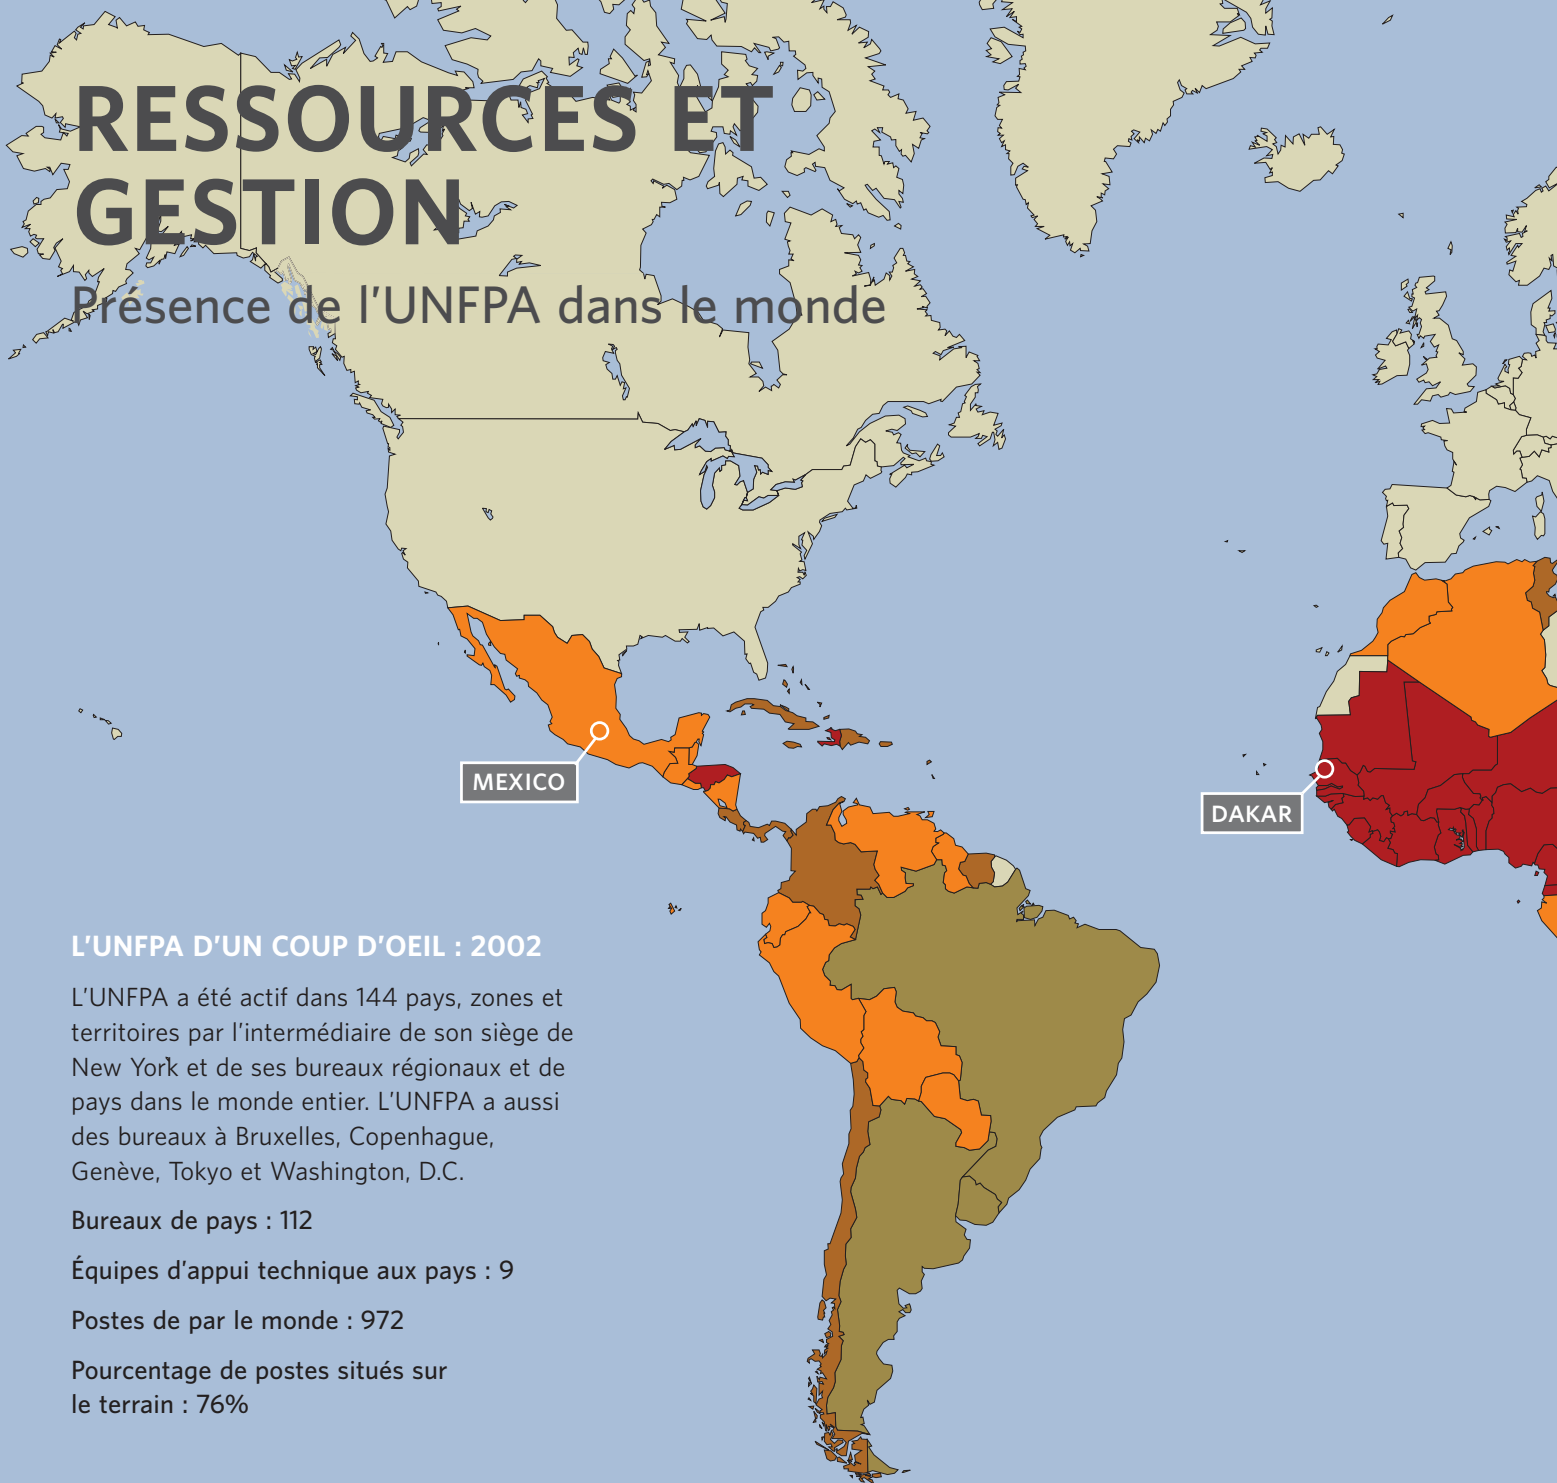 RESSOURCES ET
GESTION
Présence de l'UNFPA dans le monde
MEXICO
DAKAR
L'UNFPA D'UN COUP D'OEIL : 2002
L'UNFPA a été actif dans 144 pays, zones et
territoires par l'intermédiaire de son siège de
New York et de ses bureaux régionaux et de
pays dans le monde entier. L'UNFPA a aussi
des bureaux à Bruxelles, Copenhague,
Genève, Tokyo et Washington, D.C.
Bureaux de pays : 112
Équipes d'appui technique aux pays : 9
Postes de par le monde : 972
Pourcentage de postes situés sur
le terrain : 76%